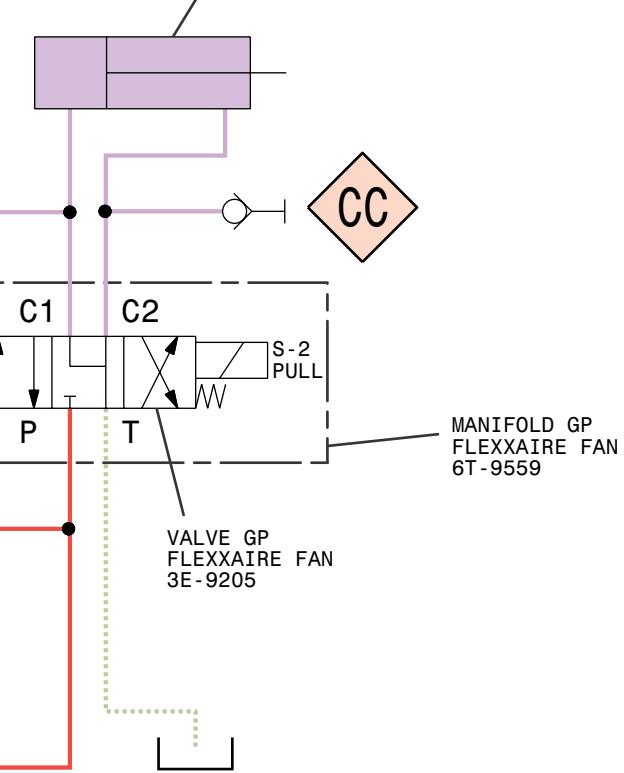 CC
C1 C2
S-2
PULL
P T
MANIFOLD GP
FLEXXAIRE FAN
6T-9559
VALVE GP
FLEXXAIRE FAN
3E-9205